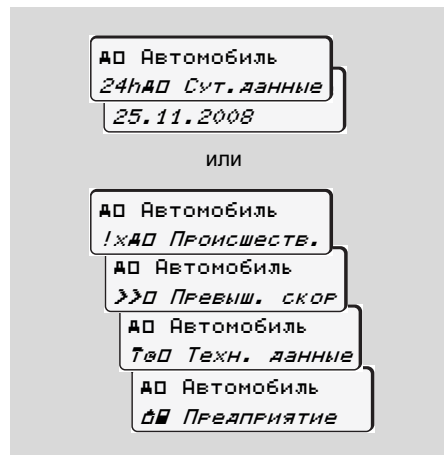 Автомобиль
24h Сут.данные
25.11.2008
или
Автомобиль
!x Происшеств.
Автомобиль
>> Превыш. скор
Автомобиль
T Техн. данные
Автомобиль
Предприятие